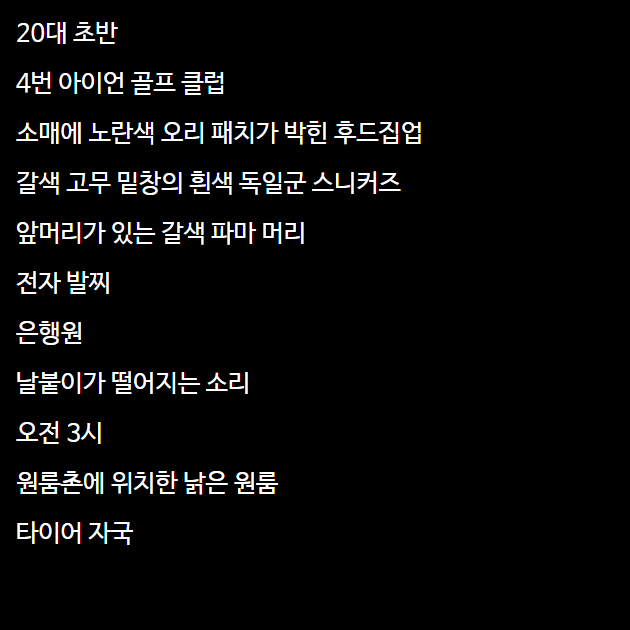 20대 초반
4번 아이언 골프 클럽
소매에 노란색 오리 패치가 박힌 후드집업
갈색 고무 밑창의 흰색 독일군 스니커즈
앞머리가 있는 갈색 파마 머리
전자 발찌
은행원
날붙이가 떨어지는 소리
오전 3시
원룸촌에 위치한 낡은 원룸
타이어 자국